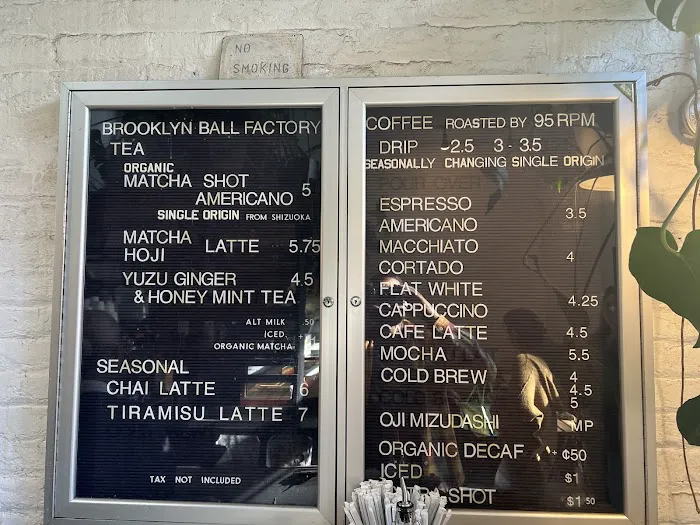 NO
SMOKING
BROOKLYN BALL FACTORY
TEA
ORGANIC
MATCHA SHOT
AMERICANO 5
SINGLE ORIGIN FROM SHIZUOKA
MATCHA
HOJI LATTE 5.75
YUZU GINGER 4.5
& HONEY MINT TEA
ALT MILK .50
ICED
ORGANIC MATCHA
SEASONAL
CHAI LATTE 6
TIRAMISU LATTE 7
TAX NOT INCLUDED
COFFEE ROASTED BY 95 RPM
DRIP -2.5 3 - 3.5
SEASONALLY CHANGING SINGLE ORIGIN
ESPRESSO
AMERICANO 3.5
MACCHIATO
CORTADO 4
FLAT WHITE
CAPPUCCINO 4.25
CAFE LATTE 4.5
MOCHA 5.5
COLD BREW 4
4.5
5
OJI MIZUDASHI MP
ORGANIC DECAF + ¢50
ICED $1
SHOT $1 50